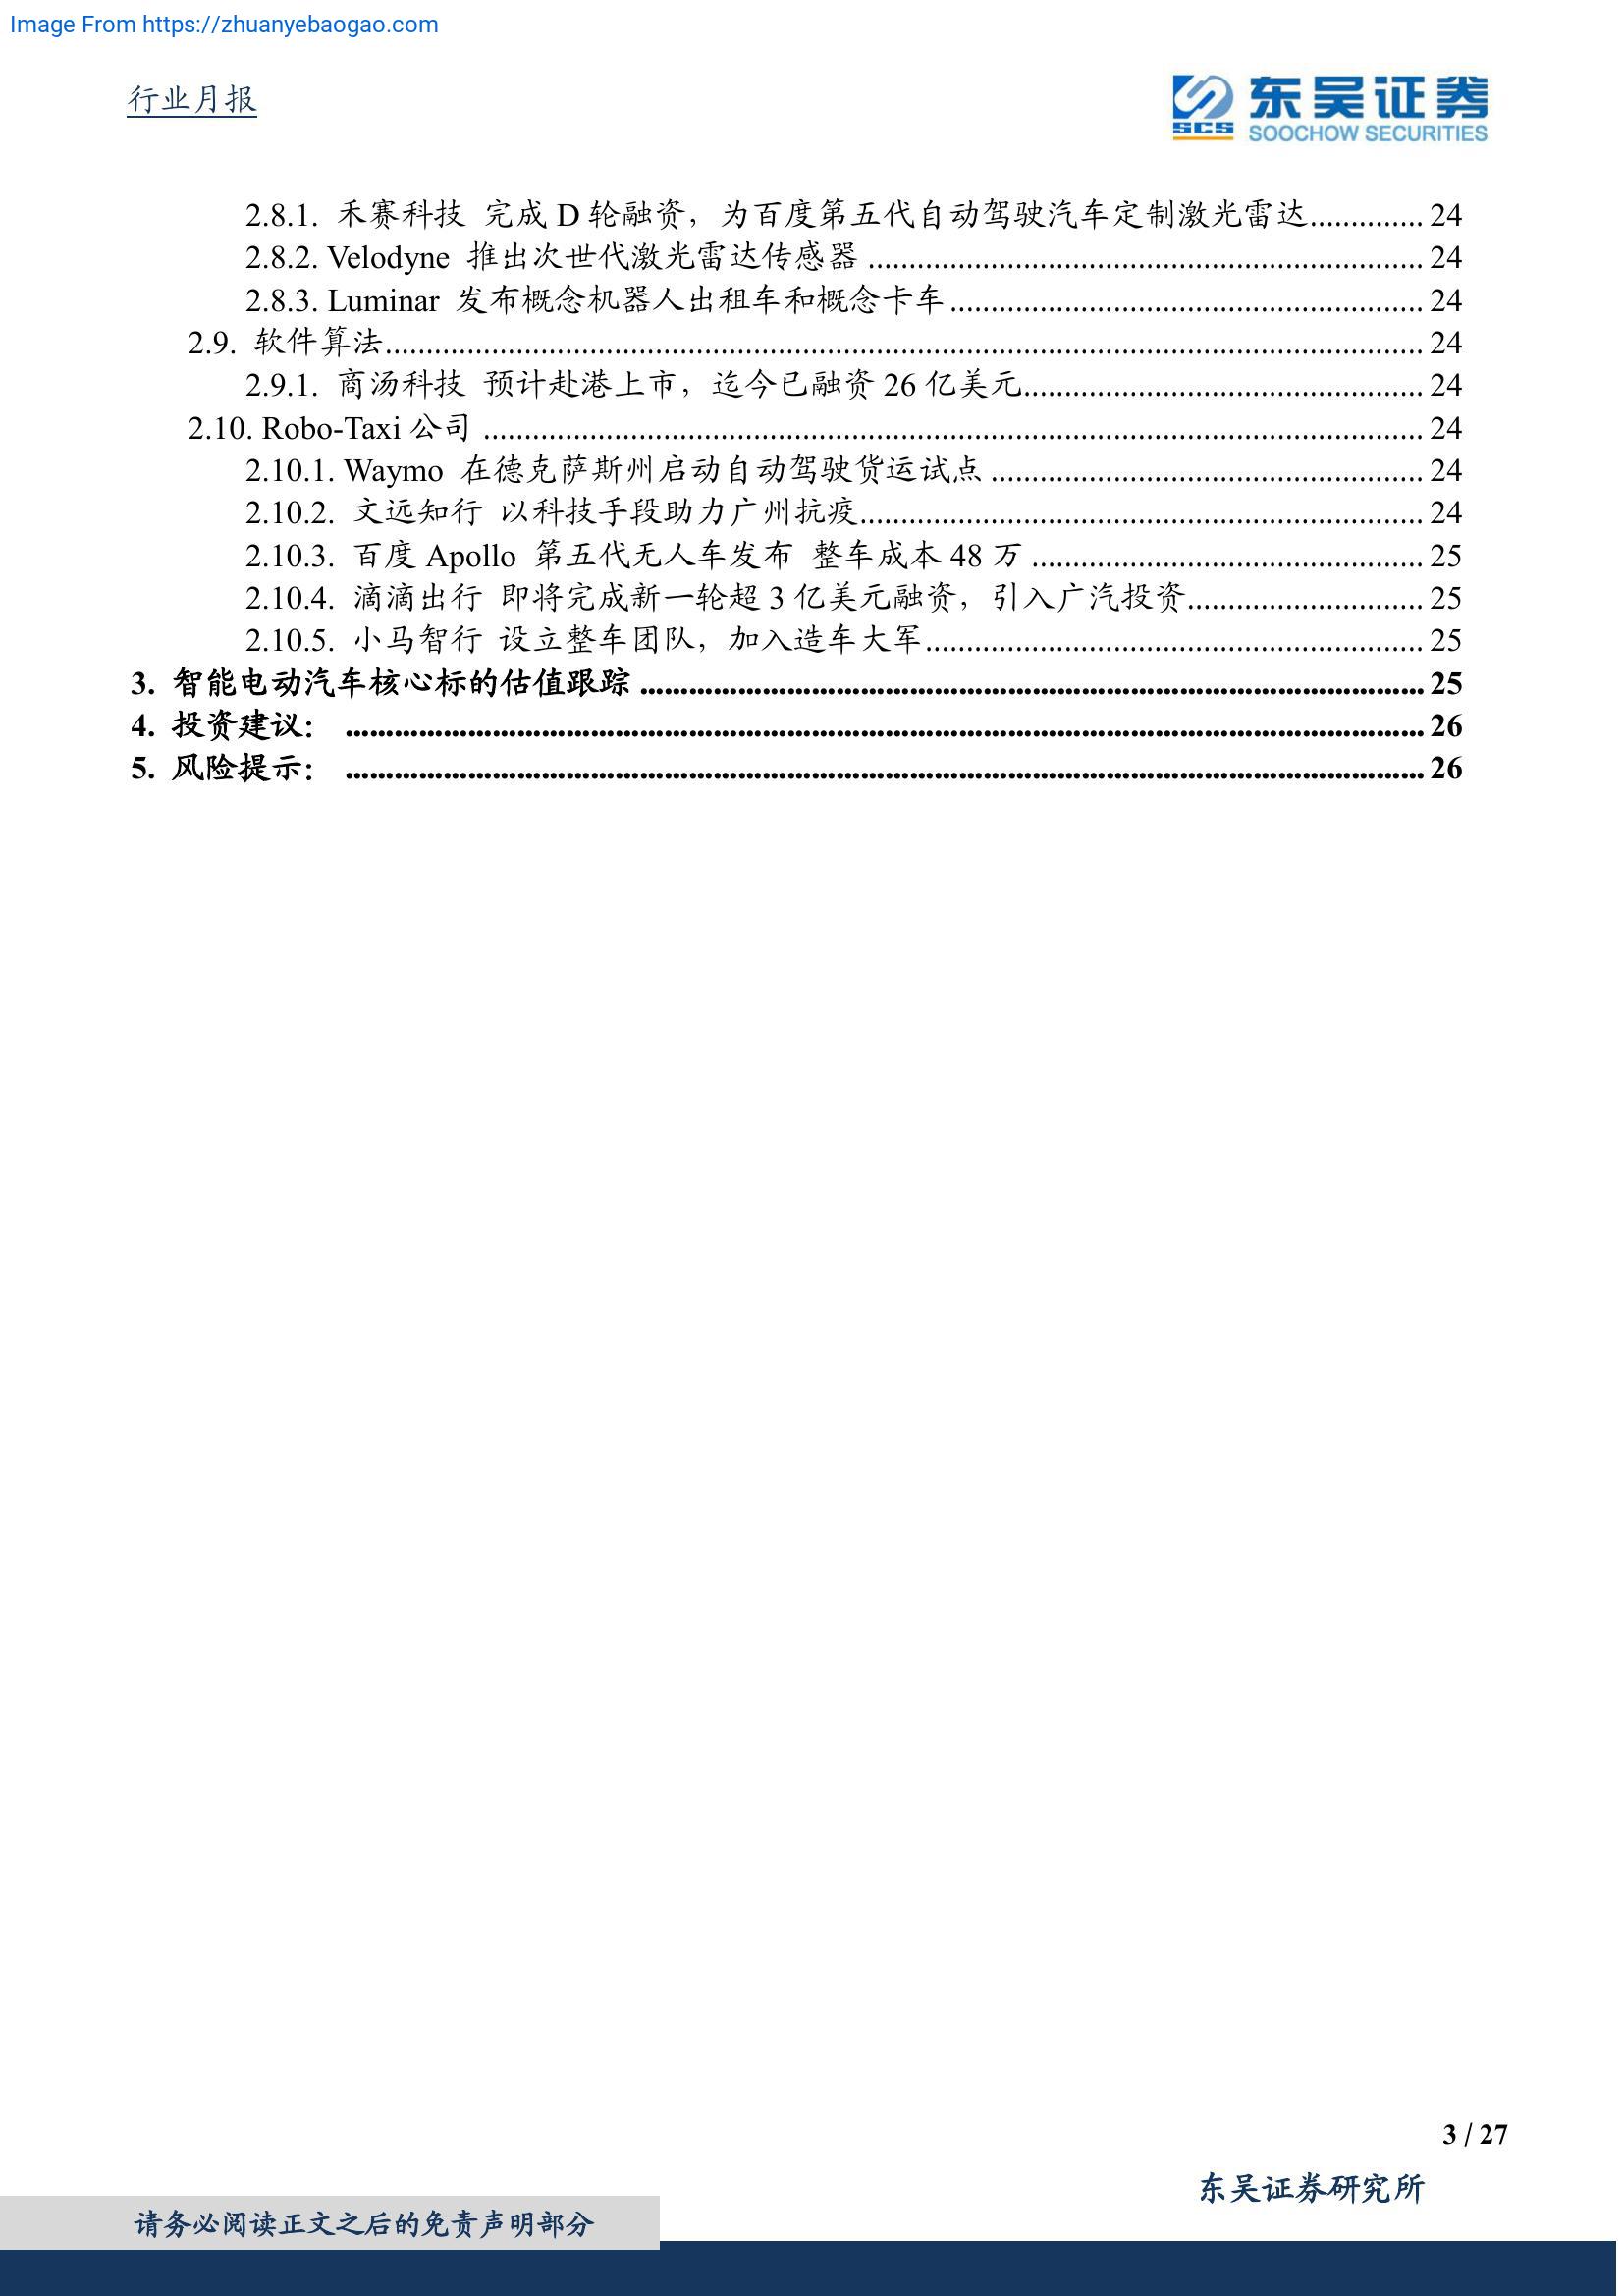 Image From https://zhuanyebaogao.com
行业月报
SCS 东吴证券
SOOCHOW SECURITIES
2.8.1. 禾赛科技 完成 D 轮融资，为百度第五代自动驾驶汽车定制激光雷达.............. 24
2.8.2. Velodyne 推出次世代激光雷达传感器 .................................................................... 24
2.8.3. Luminar 发布概念机器人出租车和概念卡车.......................................................... 24
2.9. 软件算法............................................................................................................................... 24
2.9.1. 商汤科技 预计赴港上市，迄今已融资 26 亿美元................................................. 24
2.10. Robo-Taxi 公司 ................................................................................................................... 24
2.10.1. Waymo 在德克萨斯州启动自动驾驶货运试点 ..................................................... 24
2.10.2. 文远知行 以科技手段助力广州抗疫..................................................................... 24
2.10.3. 百度 Apollo 第五代无人车发布 整车成本 48 万 ................................................ 25
2.10.4. 滴滴出行 即将完成新一轮超 3 亿美元融资，引入广汽投资............................. 25
2.10.5. 小马智行 设立整车团队，加入造车大军............................................................. 25
3. 智能电动汽车核心标的估值跟踪 ................................................................................................ 25
4. 投资建议： .................................................................................................................................... 26
5. 风险提示： .................................................................................................................................... 26
3 / 27
东吴证券研究所
请务必阅读正文之后的免责声明部分